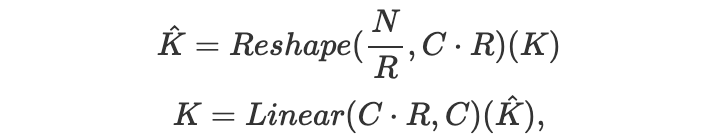 K̂ = Reshape(N/R, C · R)(K)
K = Linear(C · R, C)(K̂),